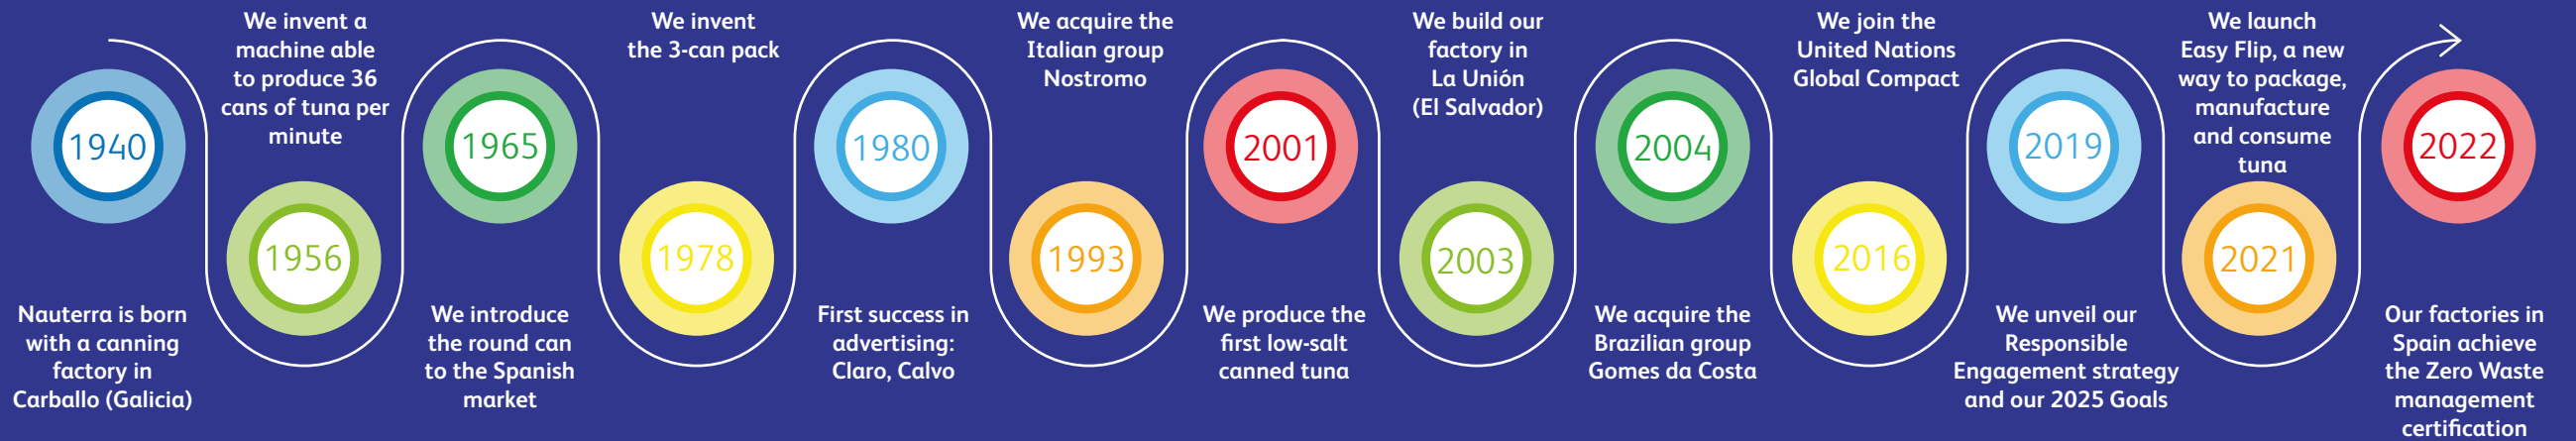 1940
Nauterra is born
with a canning
factory in
Carballo (Galicia)
We invent a
machine able
to produce 36
cans of tuna per
minute
1956
1965
We introduce
the round can
to the Spanish
market
We invent
the 3-can pack
1978
1980
First success in
advertising:
Claro, Calvo
We acquire the
Italian group
Nostromo
1993
2001
We produce the
first low-salt
canned tuna
We build our
factory in
La Unión
(El Salvador)
2003
2004
We acquire the
Brazilian group
Gomes da Costa
We join the
United Nations
Global Compact
2016
2019
We unveil our
Responsible
Engagement strategy
and our 2025 Goals
We launch
Easy Flip, a new
way to package,
manufacture
and consume
tuna
2021
2022
Our factories in
Spain achieve
the Zero Waste
management
certification